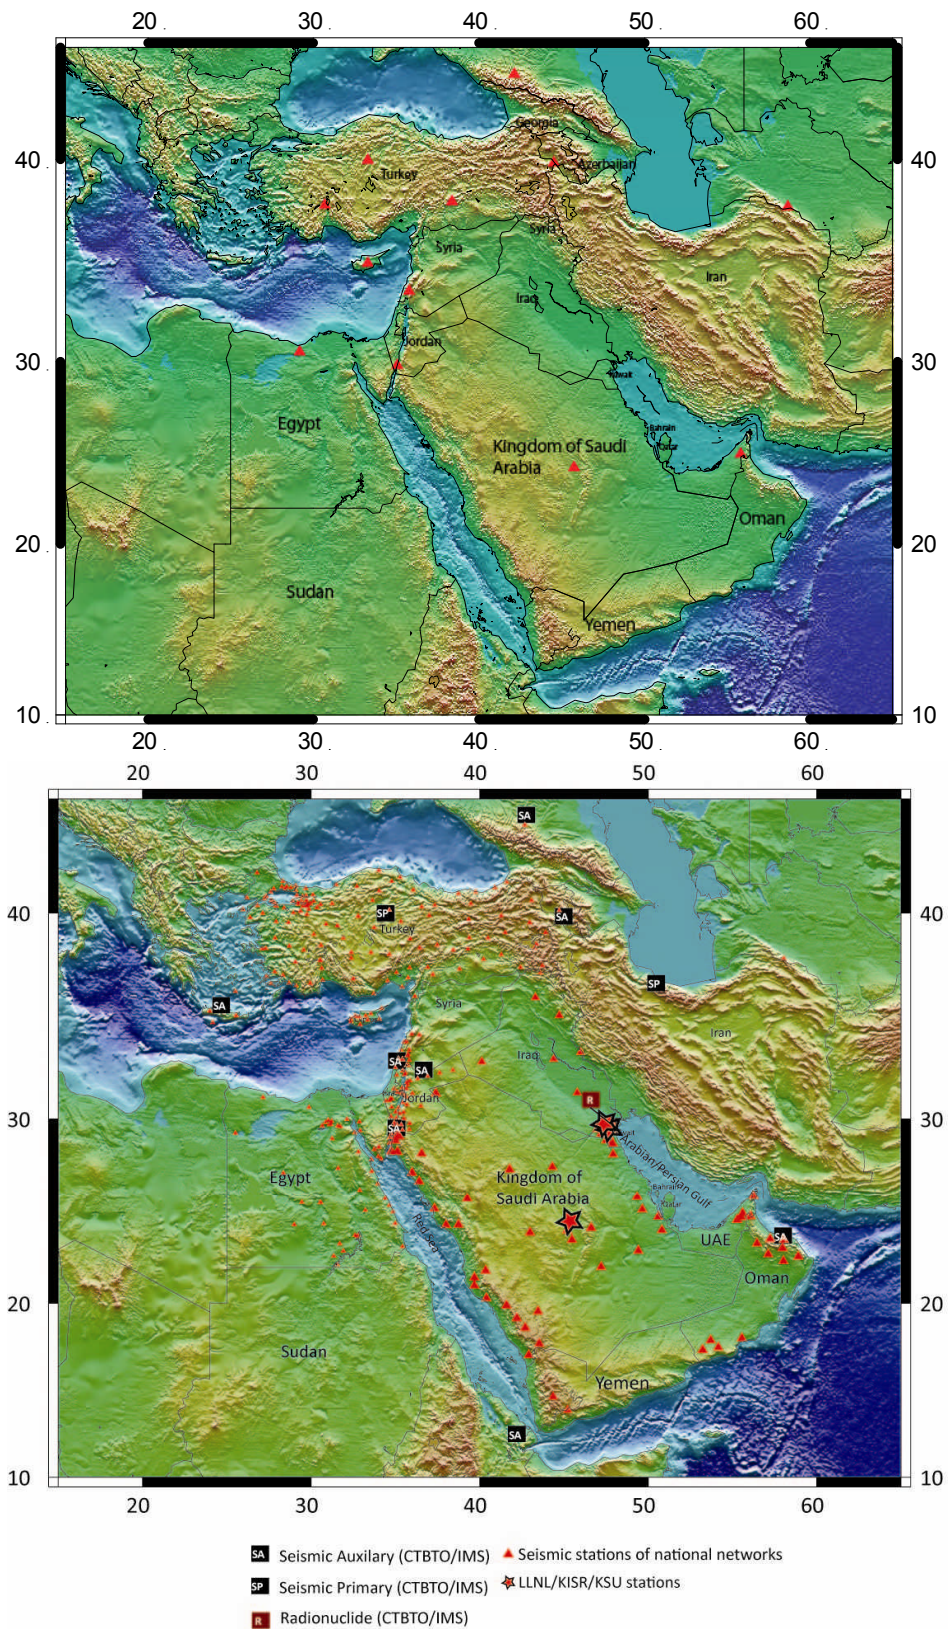 20. 30. 40. 50. 60.
Georgia
40. Azerbaijan 40.
Turkey
Syria
Syria
Iran
Iraq
Jordan
30. 30.
Kuwait
Egypt
Bahrain
Qatar
Kingdom of Saudi
Arabia
Oman
20. 20.
Sudan
Yemen
10. 10.
20. 30. 40. 50. 60.
20 30 40 50 60
SA
40 SP SA 40
Turkey
SP
SA Syria
Iran
Iraq
SA SA
Jordan R
30 SA 30
Arabian/Persian Gulf
Egypt Kingdom of
Saudi Arabia
Bahrain
Qatar
Red sea
UAE SA
Oman
20 20
Sudan
Yemen
SA
10 10
20 30 40 50 60
SA Seismic Auxilary (CTBTO/IMS) Seismic stations of national networks
SP Seismic Primary (CTBTO/IMS) LLNL/KISR/KSU stations
R Radionuclide (CTBTO/IMS)